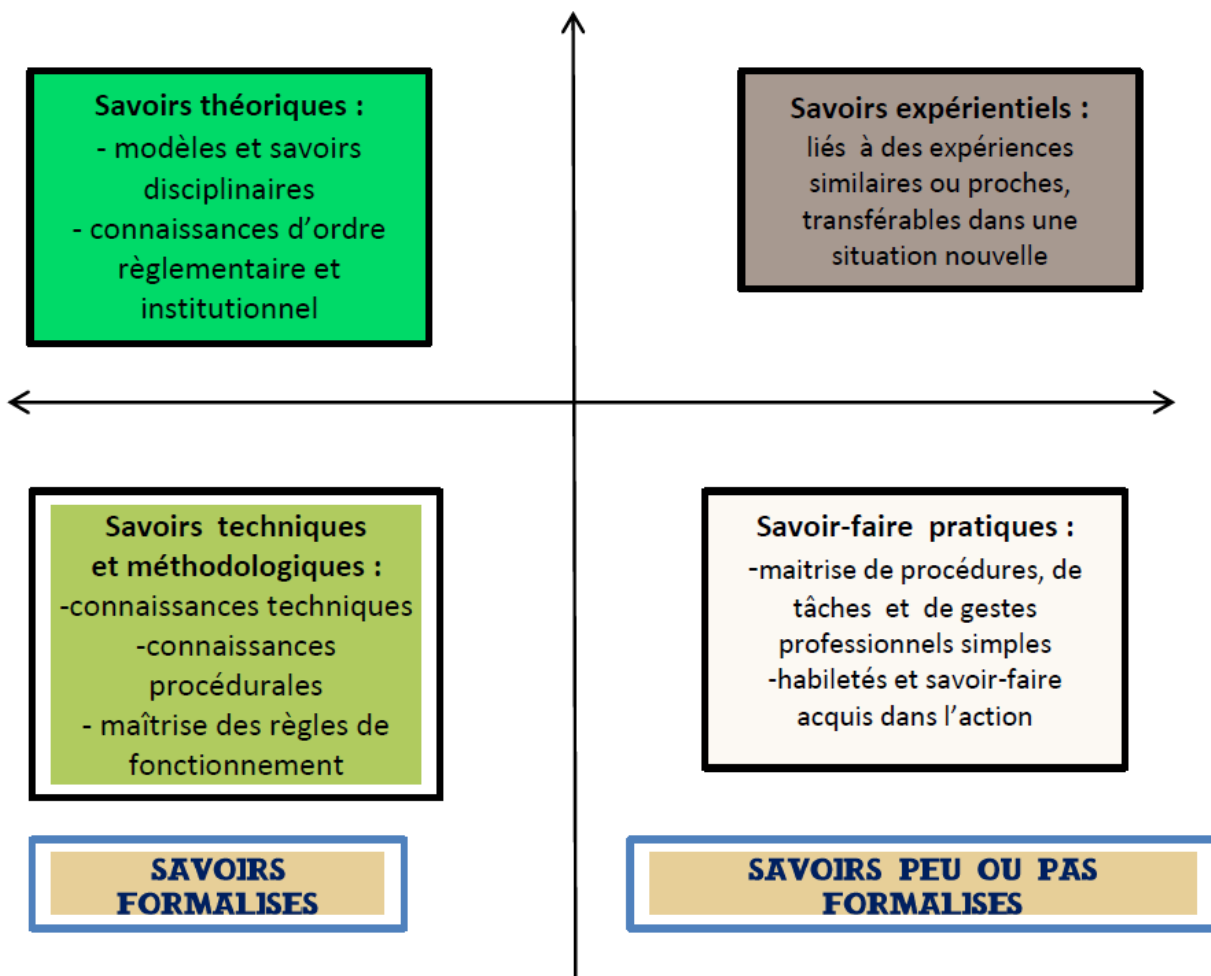 Savoirs théoriques :
- modèles et savoirs
disciplinaires
- connaissances d'ordre
règlementaire et
institutionnel
Savoirs expérientiels :
liés à des expériences
similaires ou proches,
transférables dans une
situation nouvelle
Savoirs techniques
et méthodologiques :
-connaissances techniques
-connaissances
procédurales
- maîtrise des règles de
fonctionnement
Savoir-faire pratiques :
-maitrise de procédures, de
tâches et de gestes
professionnels simples
-habiletés et savoir-faire
acquis dans l'action
SAVOIRS
FORMALISES
SAVOIRS PEU OU PAS
FORMALISES